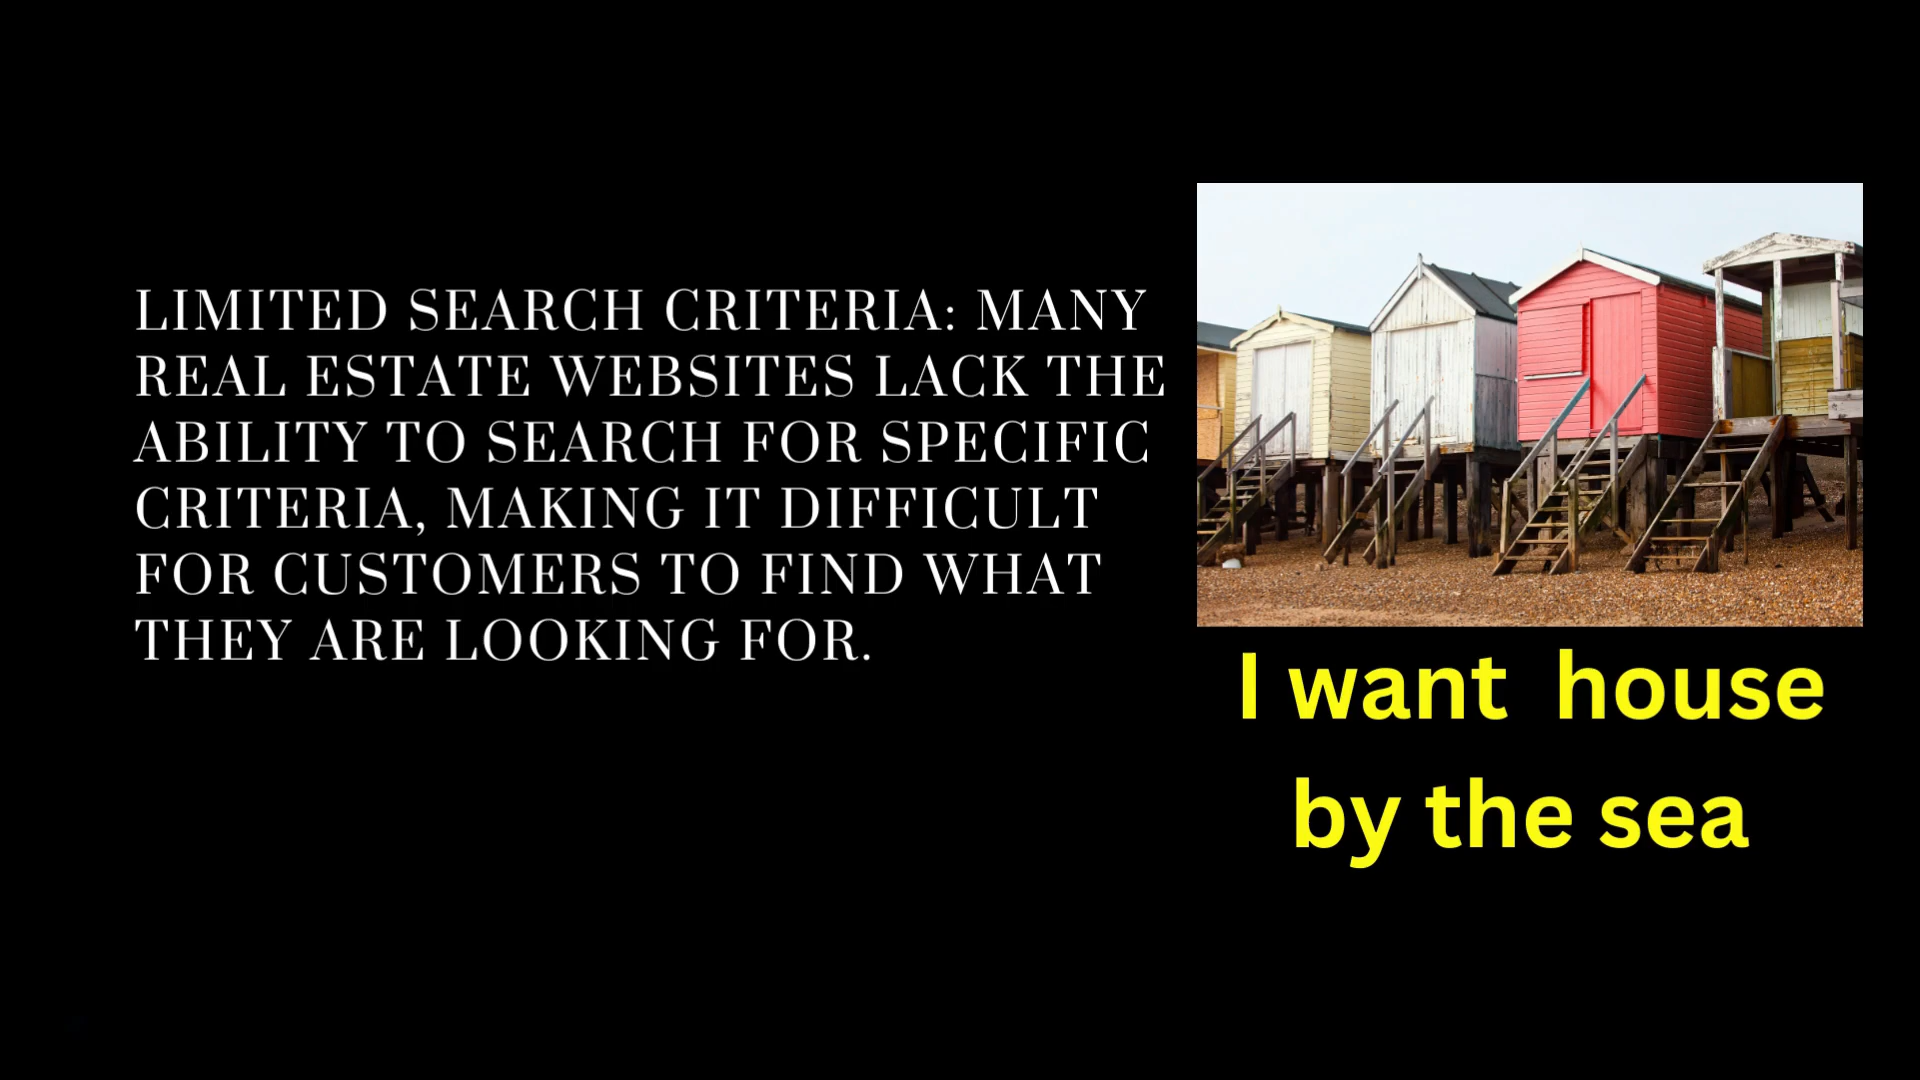 LIMITED SEARCH CRITERIA: MANY
REAL ESTATE WEBSITES LACK THE
ABILITY TO SEARCH FOR SPECIFIC
CRITERIA, MAKING IT DIFFICULT
FOR CUSTOMERS TO FIND WHAT
THEY ARE LOOKING FOR.
I want  house
by the sea